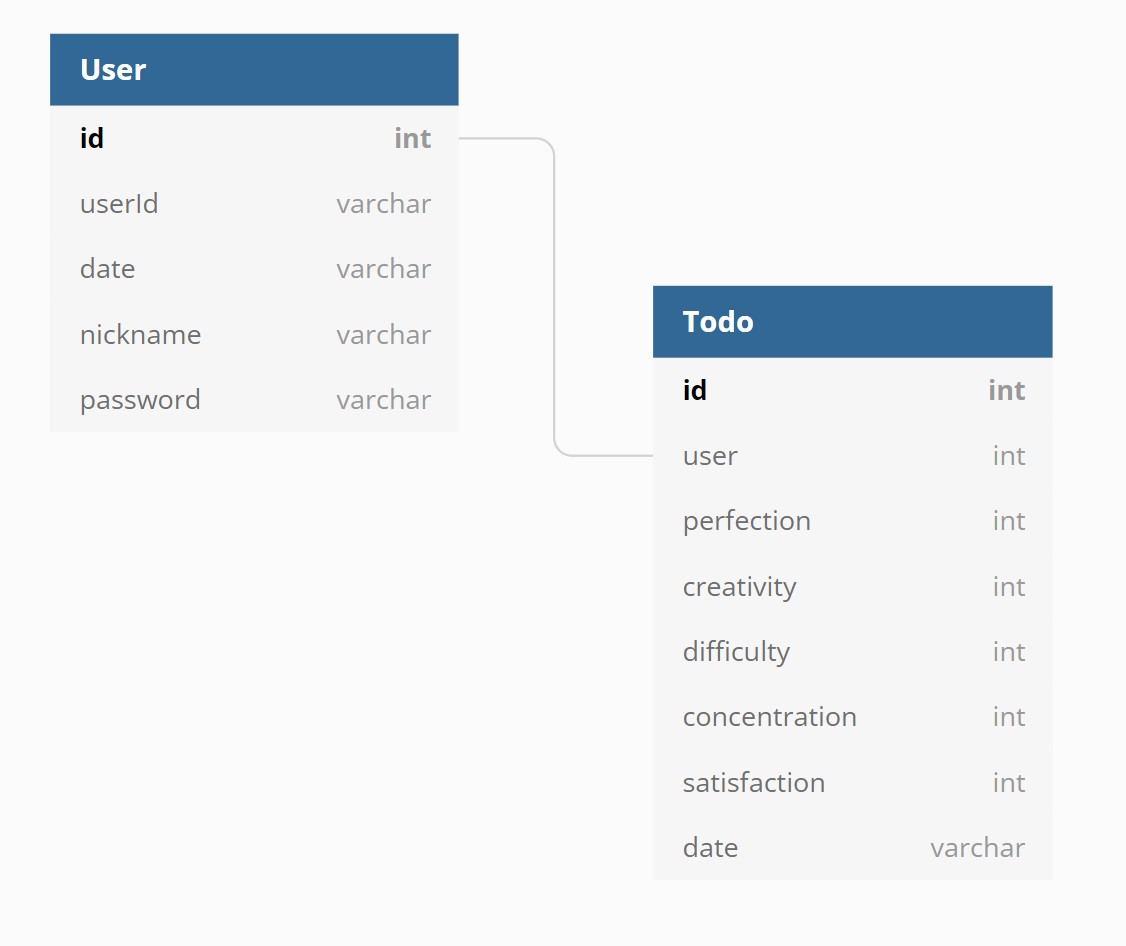 User
id int
userId varchar
date varchar
nickname varchar
password varchar
Todo
id int
user int
perfection int
creativity int
difficulty int
concentration int
satisfaction int
date varchar